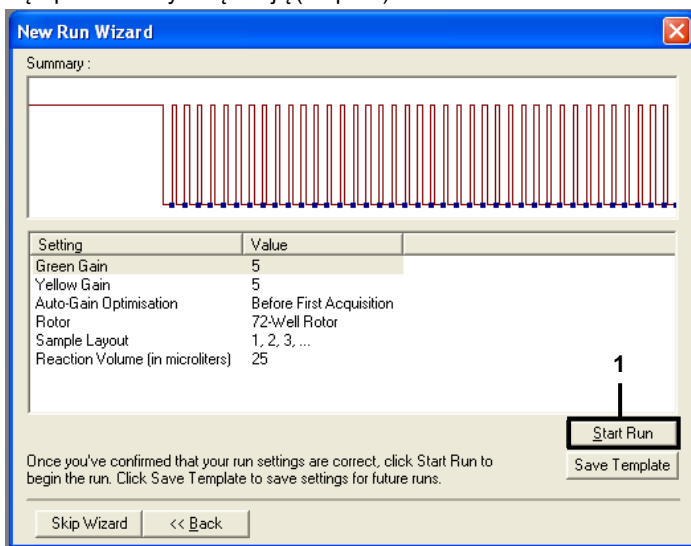 New Run Wizard
Summary :
Setting Value
Green Gain 5
Yellow Gain 5
Auto-Gain Optimisation Before First Acquisition
Rotor 72-Well Rotor
Sample Layout 1, 2, 3, ...
Reaction Volume (in microliters) 25
1
Start Run
Once you've confirmed that your run settings are correct, click Start Run to
begin the run. Click Save Template to save settings for future runs.
Save Template
Skip Wizard << Back